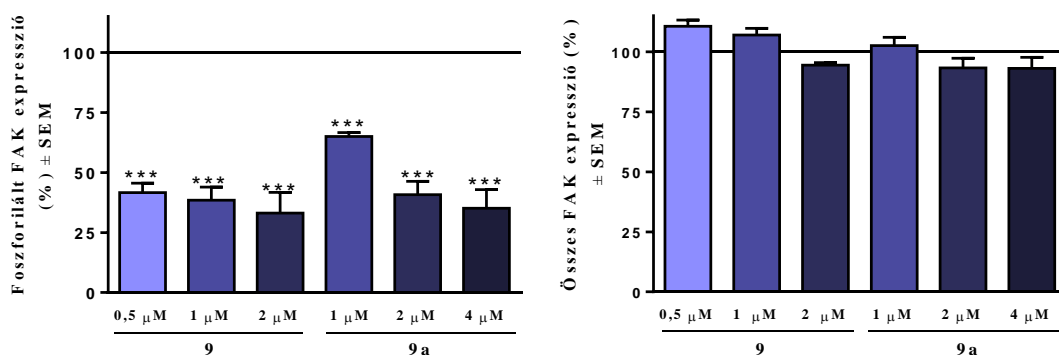 Foszforilált FAK expresszió
(%) ± SEM
100
75
50
25
0
*** *** *** *** *** ***
0,5 µM 1 µM 2 µM 1 µM 2 µM 4 µM
9 9a
Összes FAK expresszió (%)
± SEM
100
75
50
25
0
0,5 µM 1 µM 2 µM 1 µM 2 µM 4 µM
9 9a